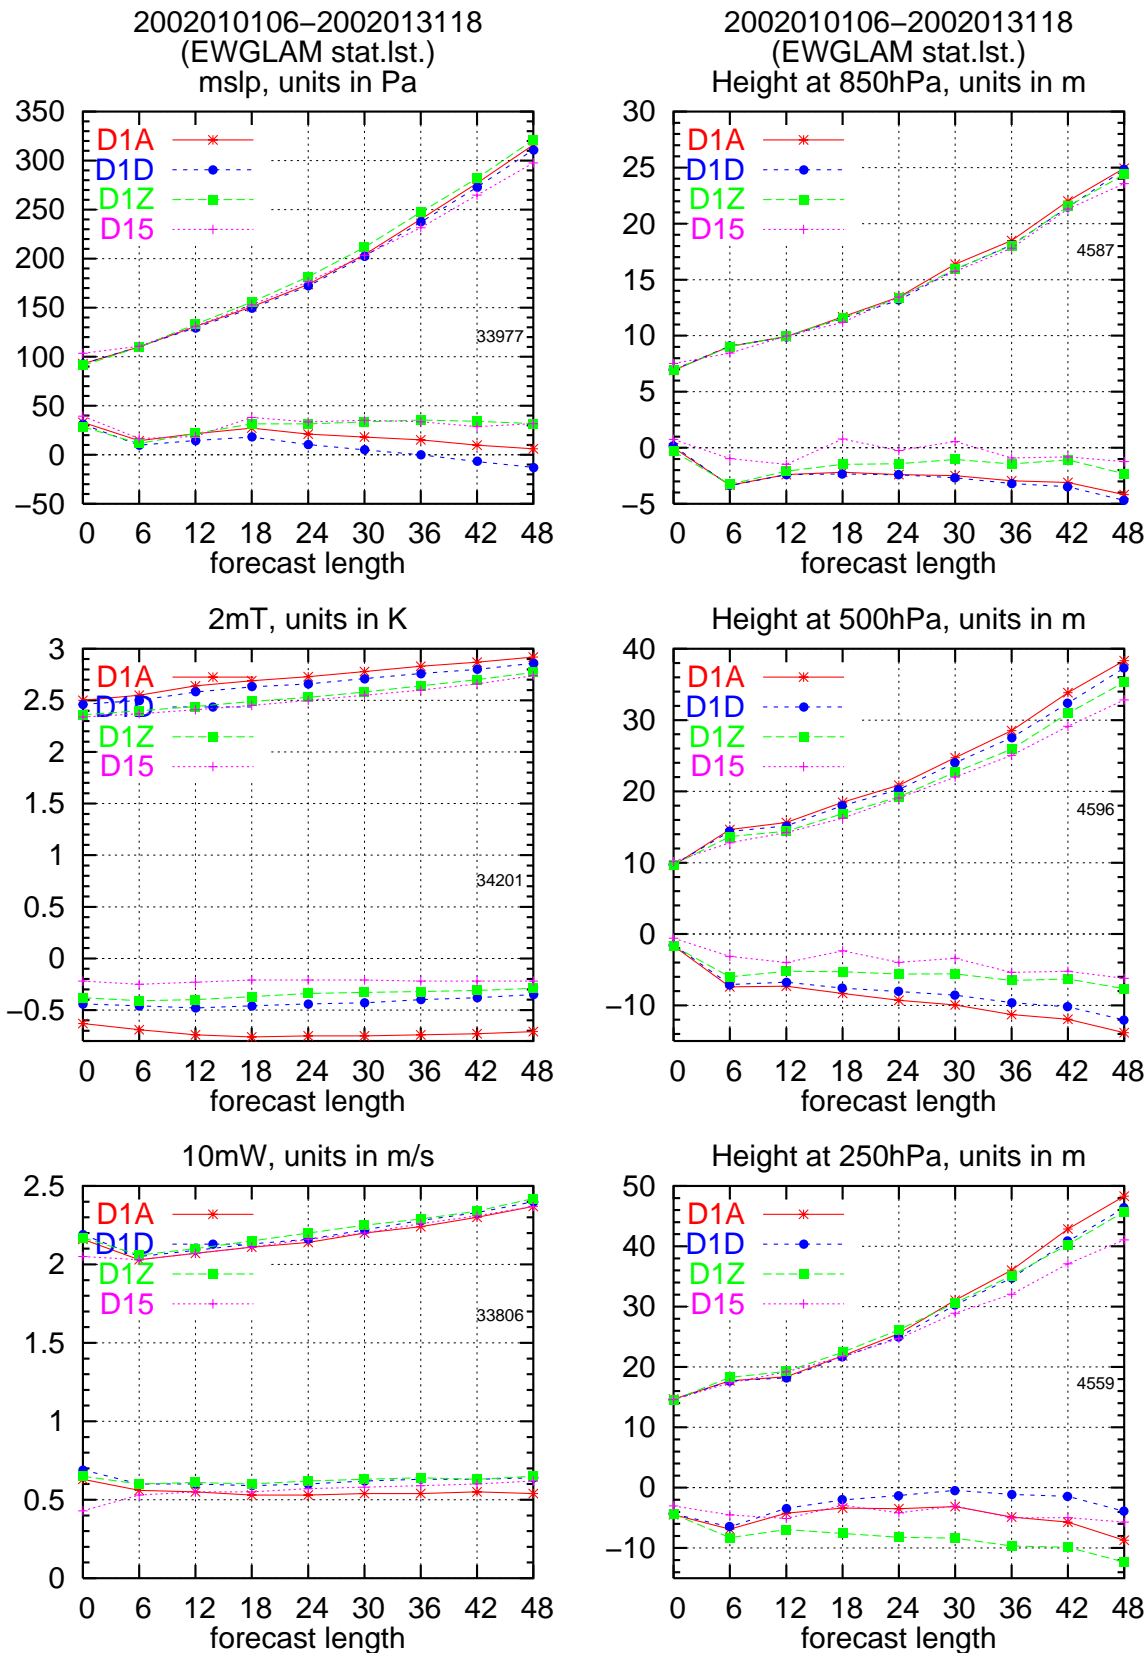 2002010106−2002013118
(EWGLAM stat.lst.)
mslp, units in Pa
350
300
250
200
150
100
50
0
−50
D1A
D1D
D1Z
D15
33977
0 6 12 18 24 30 36 42 48
forecast length
2002010106−2002013118
(EWGLAM stat.lst.)
Height at 850hPa, units in m
30
25
20
15
10
5
0
−5
D1A
D1D
D1Z
D15
4587
0 6 12 18 24 30 36 42 48
forecast length
2mT, units in K
3
2.5
2
1.5
1
0.5
0
−0.5
D1A
D1D
D1Z
D15
34201
0 6 12 18 24 30 36 42 48
forecast length
Height at 500hPa, units in m
40
30
20
10
0
−10
D1A
D1D
D1Z
D15
4596
0 6 12 18 24 30 36 42 48
forecast length
10mW, units in m/s
2.5
2
1.5
1
0.5
0
D1A
D1D
D1Z
D15
33806
0 6 12 18 24 30 36 42 48
forecast length
Height at 250hPa, units in m
50
40
30
20
10
0
−10
D1A
D1D
D1Z
D15
4559
0 6 12 18 24 30 36 42 48
forecast length